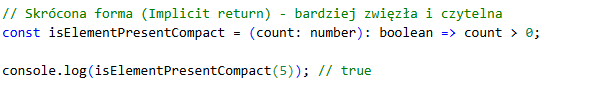 // Skrócona forma (Implicit return) - bardziej zwięzła i czytelna
const isElementPresentCompact = (count: number): boolean => count > 0;
console.log(isElementPresentCompact(5)); // true